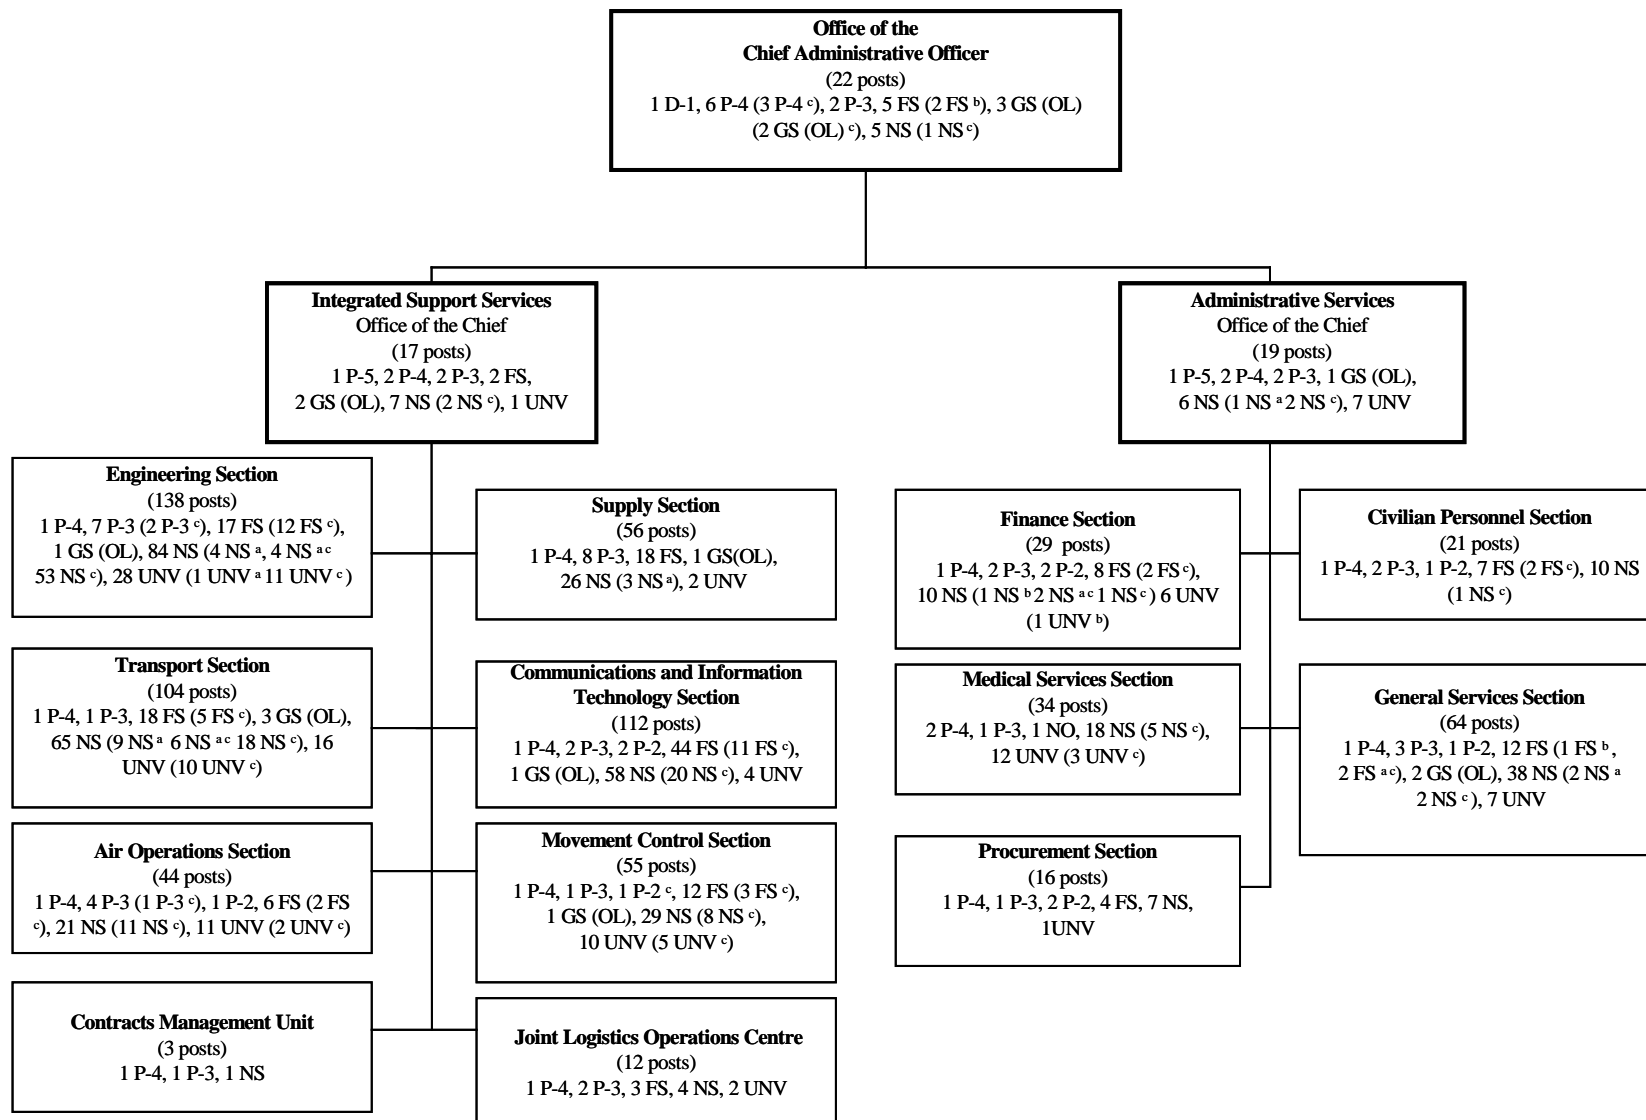 Office of the
Chief Administrative Officer
(22 posts)
1 D-1, 6 P-4 (3 P-4 ᶜ), 2 P-3, 5 FS (2 FS ᵇ), 3 GS (OL)
(2 GS (OL) ᶜ), 5 NS (1 NS ᶜ)
Integrated Support Services
Office of the Chief
(17 posts)
1 P-5, 2 P-4, 2 P-3, 2 FS,
2 GS (OL), 7 NS (2 NS ᶜ), 1 UNV
Administrative Services
Office of the Chief
(19 posts)
1 P-5, 2 P-4, 2 P-3, 1 GS (OL),
6 NS (1 NS ᵃ 2 NS ᶜ), 7 UNV
Engineering Section
(138 posts)
1 P-4, 7 P-3 (2 P-3 ᶜ), 17 FS (12 FS ᶜ),
1 GS (OL), 84 NS (4 NS ᵃ, 4 NS ᵃ ᶜ
53 NS ᶜ), 28 UNV (1 UNV ᵃ 11 UNV ᶜ)
Supply Section
(56 posts)
1 P-4, 8 P-3, 18 FS, 1 GS(OL),
26 NS (3 NS ᵃ), 2 UNV
Finance Section
(29 posts)
1 P-4, 2 P-3, 2 P-2, 8 FS (2 FS ᶜ),
10 NS (1 NS ᵇ 2 NS ᵃ ᶜ 1 NS ᶜ) 6 UNV
(1 UNV ᵇ)
Civilian Personnel Section
(21 posts)
1 P-4, 2 P-3, 1 P-2, 7 FS (2 FS ᶜ), 10 NS
(1 NS ᶜ)
Transport Section
(104 posts)
1 P-4, 1 P-3, 18 FS (5 FS ᶜ), 3 GS (OL),
65 NS (9 NS ᵃ 6 NS ᵃ ᶜ 18 NS ᶜ), 16
UNV (10 UNV ᶜ)
Communications and Information
Technology Section
(112 posts)
1 P-4, 2 P-3, 2 P-2, 44 FS (11 FS ᶜ),
1 GS (OL), 58 NS (20 NS ᶜ), 4 UNV
Medical Services Section
(34 posts)
2 P-4, 1 P-3, 1 NO, 18 NS (5 NS ᶜ),
12 UNV (3 UNV ᶜ)
General Services Section
(64 posts)
1 P-4, 3 P-3, 1 P-2, 12 FS (1 FS ᵇ,
2 FS ᵃ ᶜ), 2 GS (OL), 38 NS (2 NS ᵃ
2 NS ᶜ), 7 UNV
Air Operations Section
(44 posts)
1 P-4, 4 P-3 (1 P-3 ᶜ), 1 P-2, 6 FS (2 FS
ᶜ), 21 NS (11 NS ᶜ), 11 UNV (2 UNV ᶜ)
Movement Control Section
(55 posts)
1 P-4, 1 P-3, 1 P-2 ᶜ, 12 FS (3 FS ᶜ),
1 GS (OL), 29 NS (8 NS ᶜ),
10 UNV (5 UNV ᶜ)
Procurement Section
(16 posts)
1 P-4, 1 P-3, 2 P-2, 4 FS, 7 NS,
1UNV
Contracts Management Unit
(3 posts)
1 P-4, 1 P-3, 1 NS
Joint Logistics Operations Centre
(12 posts)
1 P-4, 2 P-3, 3 FS, 4 NS, 2 UNV